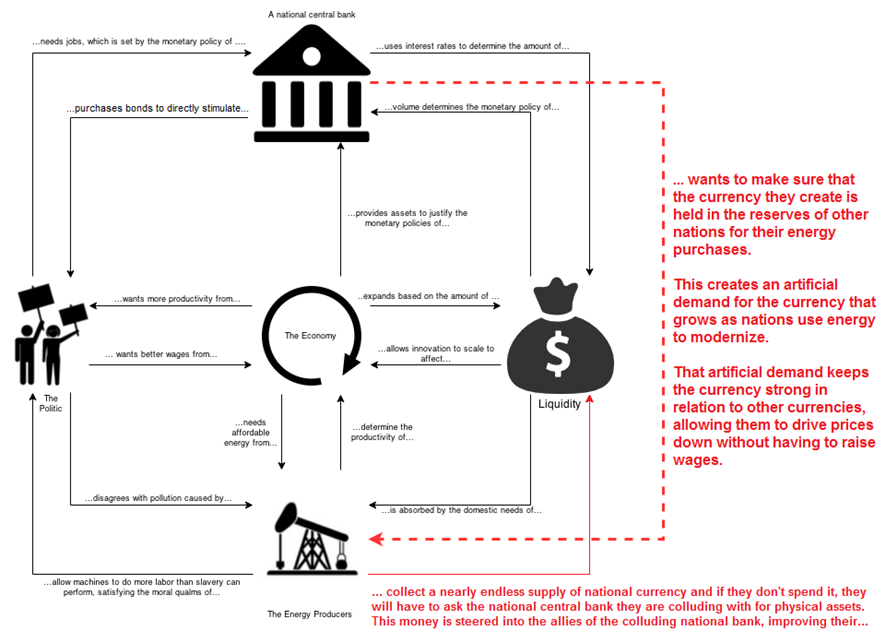 A national central bank
...needs jobs, which is set by the monetary policy of ....
...uses interest rates to determine the amount of...
...purchases bonds to directly stimulate...
...volume determines the monetary policy of...
... wants to make sure that
the currency they create is
held in the reserves of other
nations for their energy
purchases.
This creates an artificial
demand for the currency that
grows as nations use energy
to modernize.
That artificial demand keeps
the currency strong in
relation to other currencies,
allowing them to drive prices
down without having to raise
wages.
...provides assets to justify the
monetary policies of...
...wants more productivity from...
..expands based on the amount of ...
The Economy
... wants better wages from...
...allows innovation to scale to
affect...
$
The
Politic
Liquidity
...needs
affordable
energy from...
...determine the
productivity of...
...disagrees with pollution caused by...
...is absorbed by the domestic needs of...
...allow machines to do more labor than slavery can
perform, satisfying the moral qualms of...
The Energy Producers
... collect a nearly endless supply of national currency and if they don't spend it, they
will have to ask the national central bank they are colluding with for physical assets.
This money is steered into the allies of the colluding national bank, improving their...